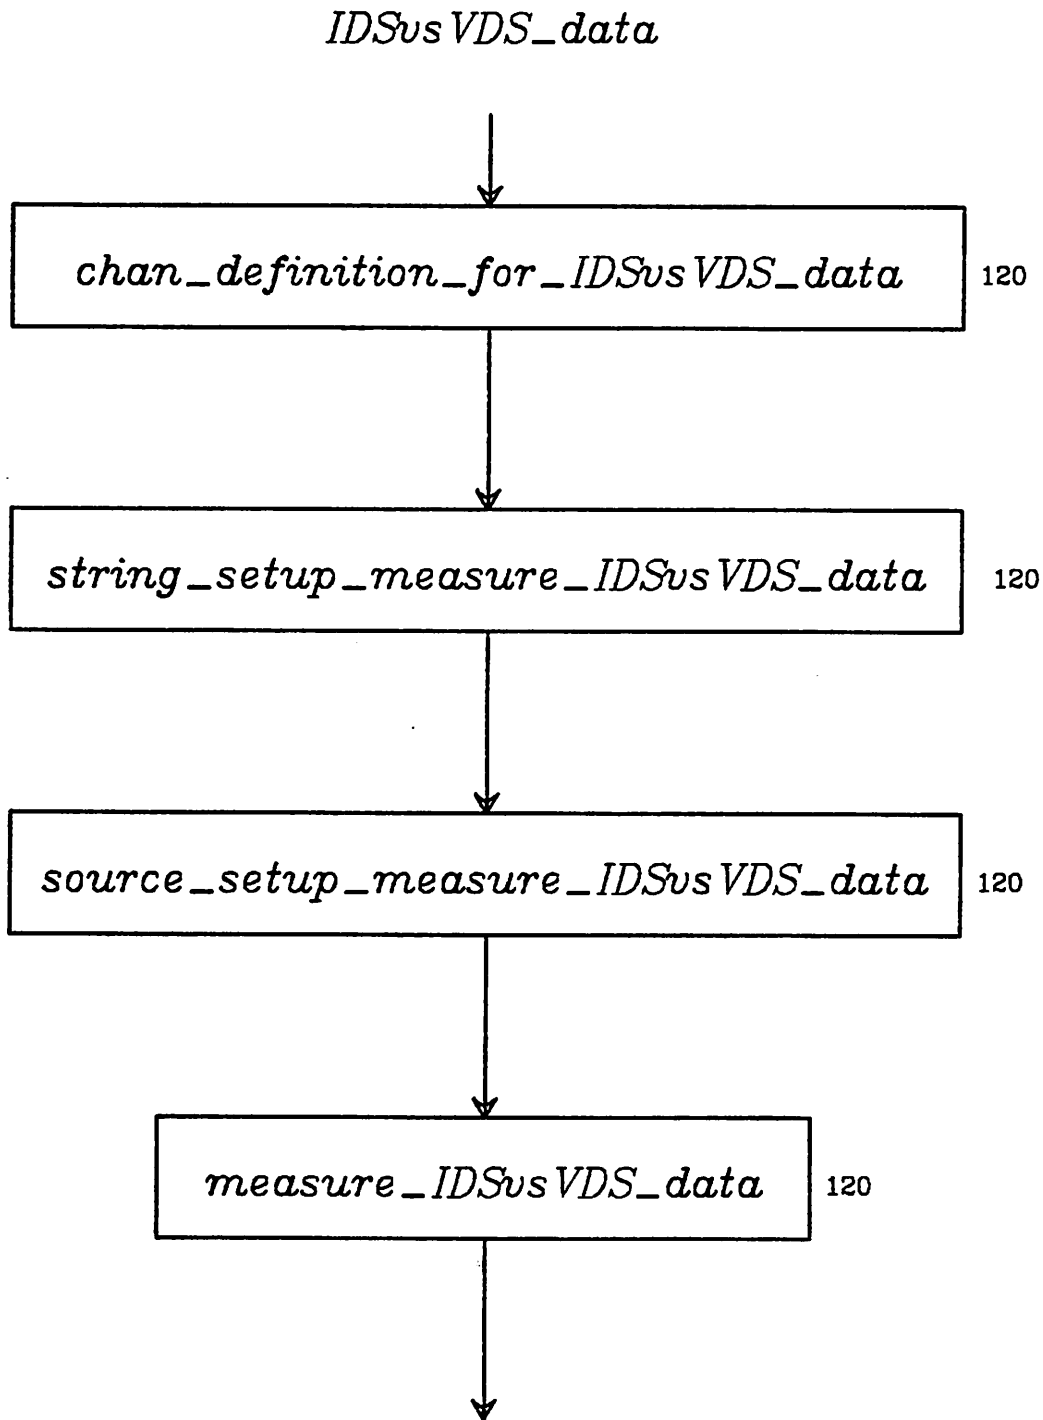 IDSvsVDS_data
chan_definition_for_IDSvsVDS_data 120
string_setup_measure_IDSvsVDS_data 120
source_setup_measure_IDSvsVDS_data 120
measure_IDSvsVDS_data 120